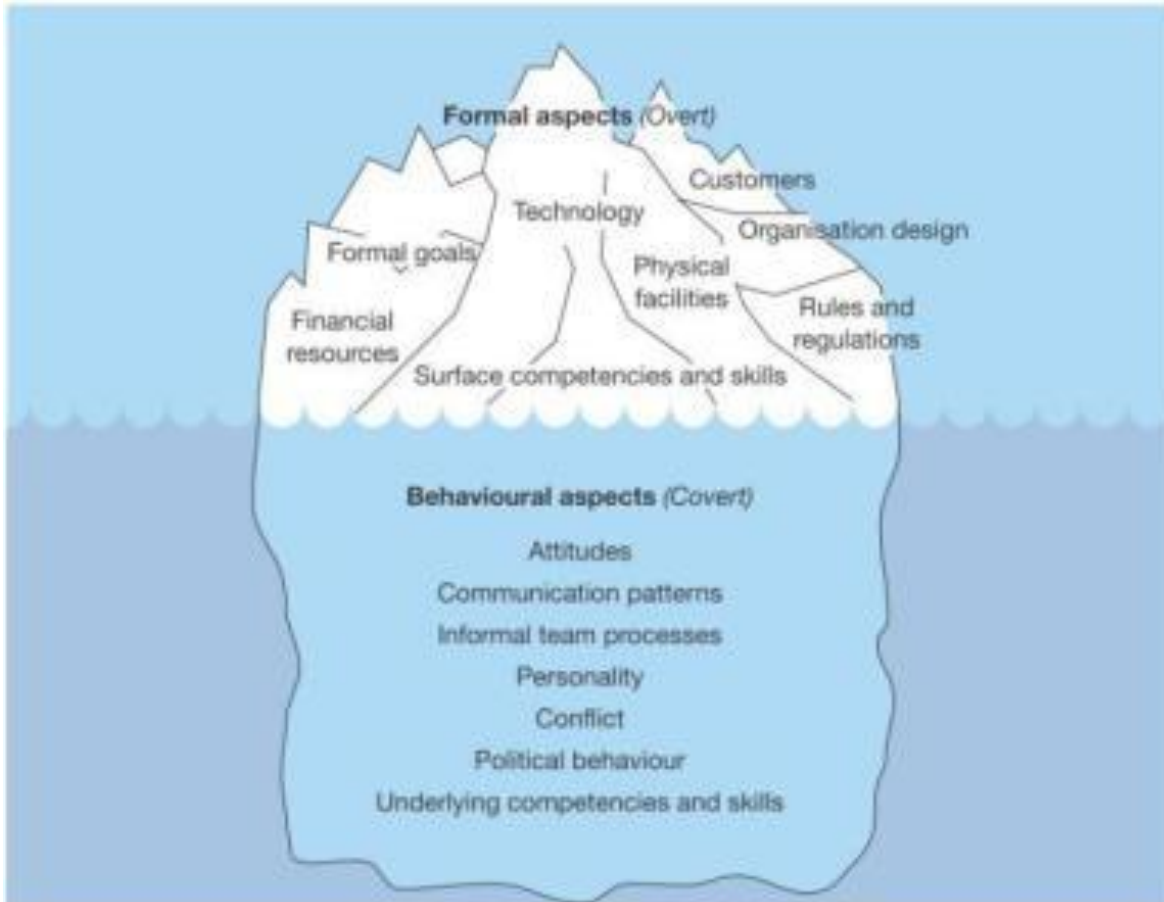 Formal aspects (Overt)
Customers
Technology
Organisation design
Formal goals
Physical
facilities
Financial
resources
Rules and
regulations
Surface competencies and skills
Behavioural aspects (Covert)
Attitudes
Communication patterns
Informal team processes
Personality
Conflict
Political behaviour
Underlying competencies and skills